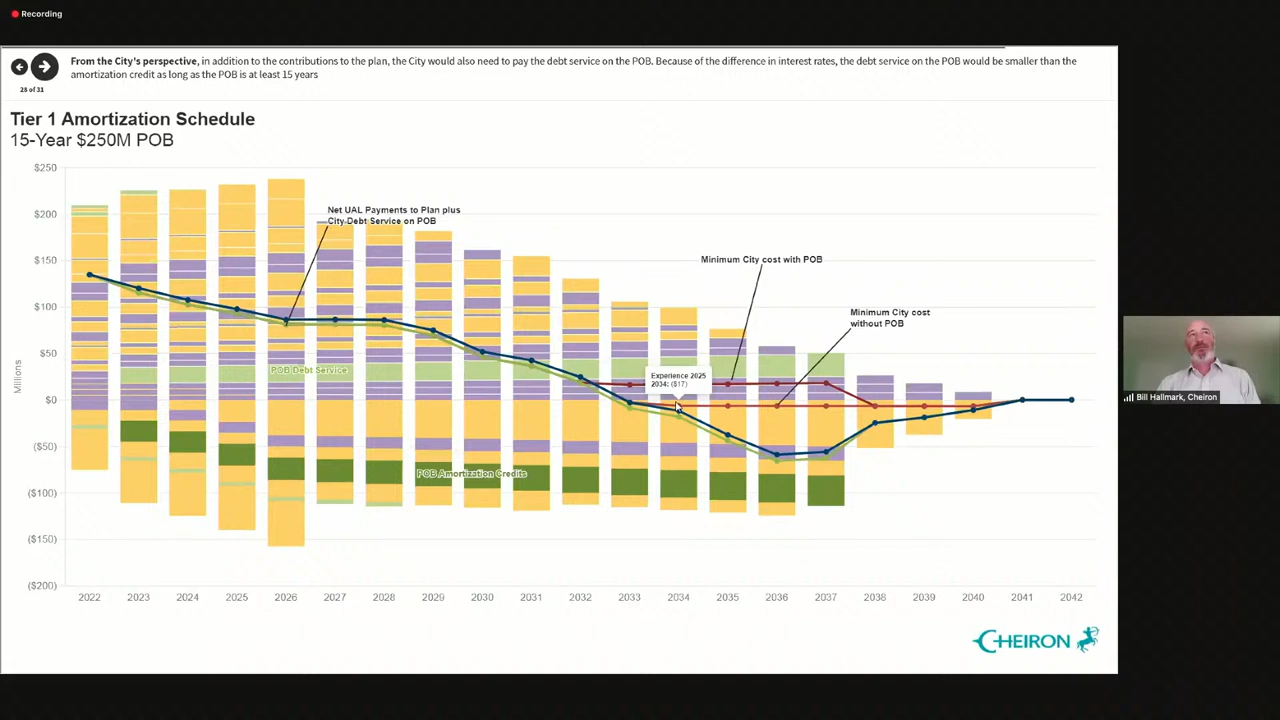 Recording
From the City's perspective, in addition to the contributions to the plan, the City would also need to pay the debt service on the POB. Because of the difference in interest rates, the debt service on the POB would be smaller than the
amortization credit as long as the POB is at least 15 years
28 of 31
Tier 1 Amortization Schedule
15-Year $250M POB
$250
$200
$150
$100
$50
$0
($50)
($100)
($150)
($200)
Millions
Net UAL Payments to Plan plus
City Debt Service on POB
Minimum City cost with POB
Minimum City cost
without POB
POB Debt Service
Experience 2025
2034: ($17)
POB Amortization Credits
2022 2023 2024 2025 2026 2027 2028 2029 2030 2031 2032 2033 2034 2035 2036 2037 2038 2039 2040 2041 2042
CHEIRON
Bill Hallmark, Cheiron